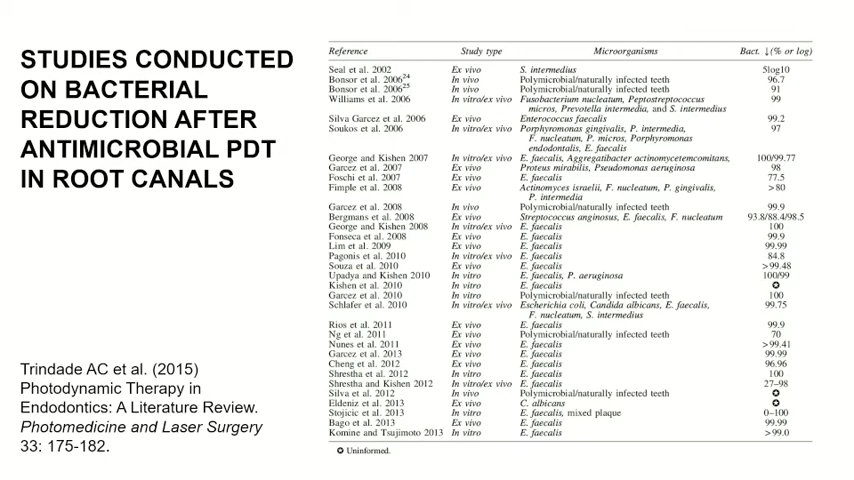 STUDIES CONDUCTED
ON BACTERIAL
REDUCTION AFTER
ANTIMICROBIAL PDT
IN ROOT CANALS
Trindade AC et al. (2015)
Photodynamic Therapy in
Endodontics: A Literature Review.
Photomedicine and Laser Surgery
33: 175-182.
Reference Study type Microorganisms Bact. ↓(% or log)
Seal et al. 2002 Ex vivo S. intermedius 5log10
Bonsor et al. 2006²⁴ In vivo Polymicrobial/naturally infected teeth 96.7
Bonsor et al. 2006²⁵ In vivo Polymicrobial/naturally infected teeth 91
Williams et al. 2006 In vitro/ex vivo Fusobacterium nucleatum, Peptostreptococcus 99
micros, Prevotella intermedia, and S. intermedius
Silva Garcez et al. 2006 Ex vivo Enterococcus faecalis 99.2
Soukos et al. 2006 In vitro/ex vivo Porphyromonas gingivalis, P. intermedia, 97
F. nucleatum, P. micros, Porphyromonas
endodontalis, E. faecalis
George and Kishen 2007 In vitro/ex vivo E. faecalis, Aggregatibacter actinomycetemcomitans, 100/99.77
Garcez et al. 2007 Ex vivo Proteus mirabilis, Pseudomonas aeruginosa 98
Foschi et al. 2007 Ex vivo E. faecalis 77.5
Fimple et al. 2008 Ex vivo Actinomyces israelii, F. nucleatum, P. gingivalis, >80
P. intermedia
Garcez et al. 2008 In vivo Polymicrobial/naturally infected teeth 99.9
Bergmans et al. 2008 Ex vivo Streptococcus anginosus, E. faecalis, F. nucleatum 93.8/88.4/98.5
George and Kishen 2008 In vitro/ex vivo E. faecalis 100
Fonseca et al. 2008 Ex vivo E. faecalis 99.9
Lim et al. 2009 Ex vivo E. faecalis 99.99
Pagonis et al. 2010 In vitro/ex vivo E. faecalis 84.8
Souza et al. 2010 Ex vivo E. faecalis >99.48
Upadya and Kishen 2010 In vitro E. faecalis, P. aeruginosa 100/99
Kishen et al. 2010 In vitro E. faecalis ✪
Garcez et al. 2010 In vivo Polymicrobial/naturally infected teeth 100
Schlafer et al. 2010 In vitro/ex vivo Escherichia coli, Candida albicans, E. faecalis, 99.75
F. nucleatum, S. intermedius
Rios et al. 2011 Ex vivo E. faecalis 99.9
Ng et al. 2011 Ex vivo Polymicrobial/naturally infected teeth 70
Nunes et al. 2011 Ex vivo E. faecalis >99.41
Garcez et al. 2013 Ex vivo E. faecalis 99.99
Cheng et al. 2012 Ex vivo E. faecalis 96.96
Shrestha et al. 2012 In vitro E. faecalis 100
Shrestha and Kishen 2012 In vitro/ex vivo E. faecalis 27–98
Silva et al. 2012 In vivo Polymicrobial/naturally infected teeth ✪
Eldeniz et al. 2013 Ex vivo C. albicans ✪
Stojicic et al. 2013 In vitro E. faecalis, mixed plaque 0–100
Bago et al. 2013 Ex vivo E. faecalis 99.99
Komine and Tsujimoto 2013 In vitro E. faecalis >99.0
✪ Uninformed.